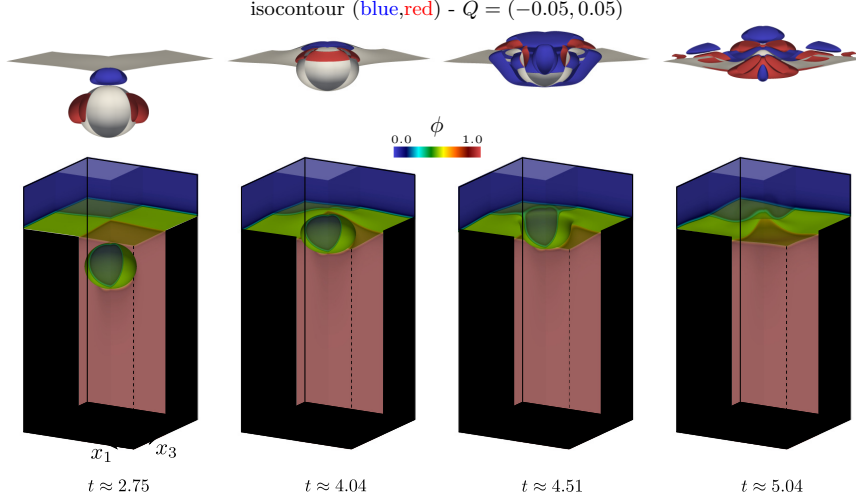 isocontour (blue,red) - Q = (−0.05, 0.05)
ϕ
0.0 1.0
x₁ x₃
t ≈ 2.75 t ≈ 4.04 t ≈ 4.51 t ≈ 5.04